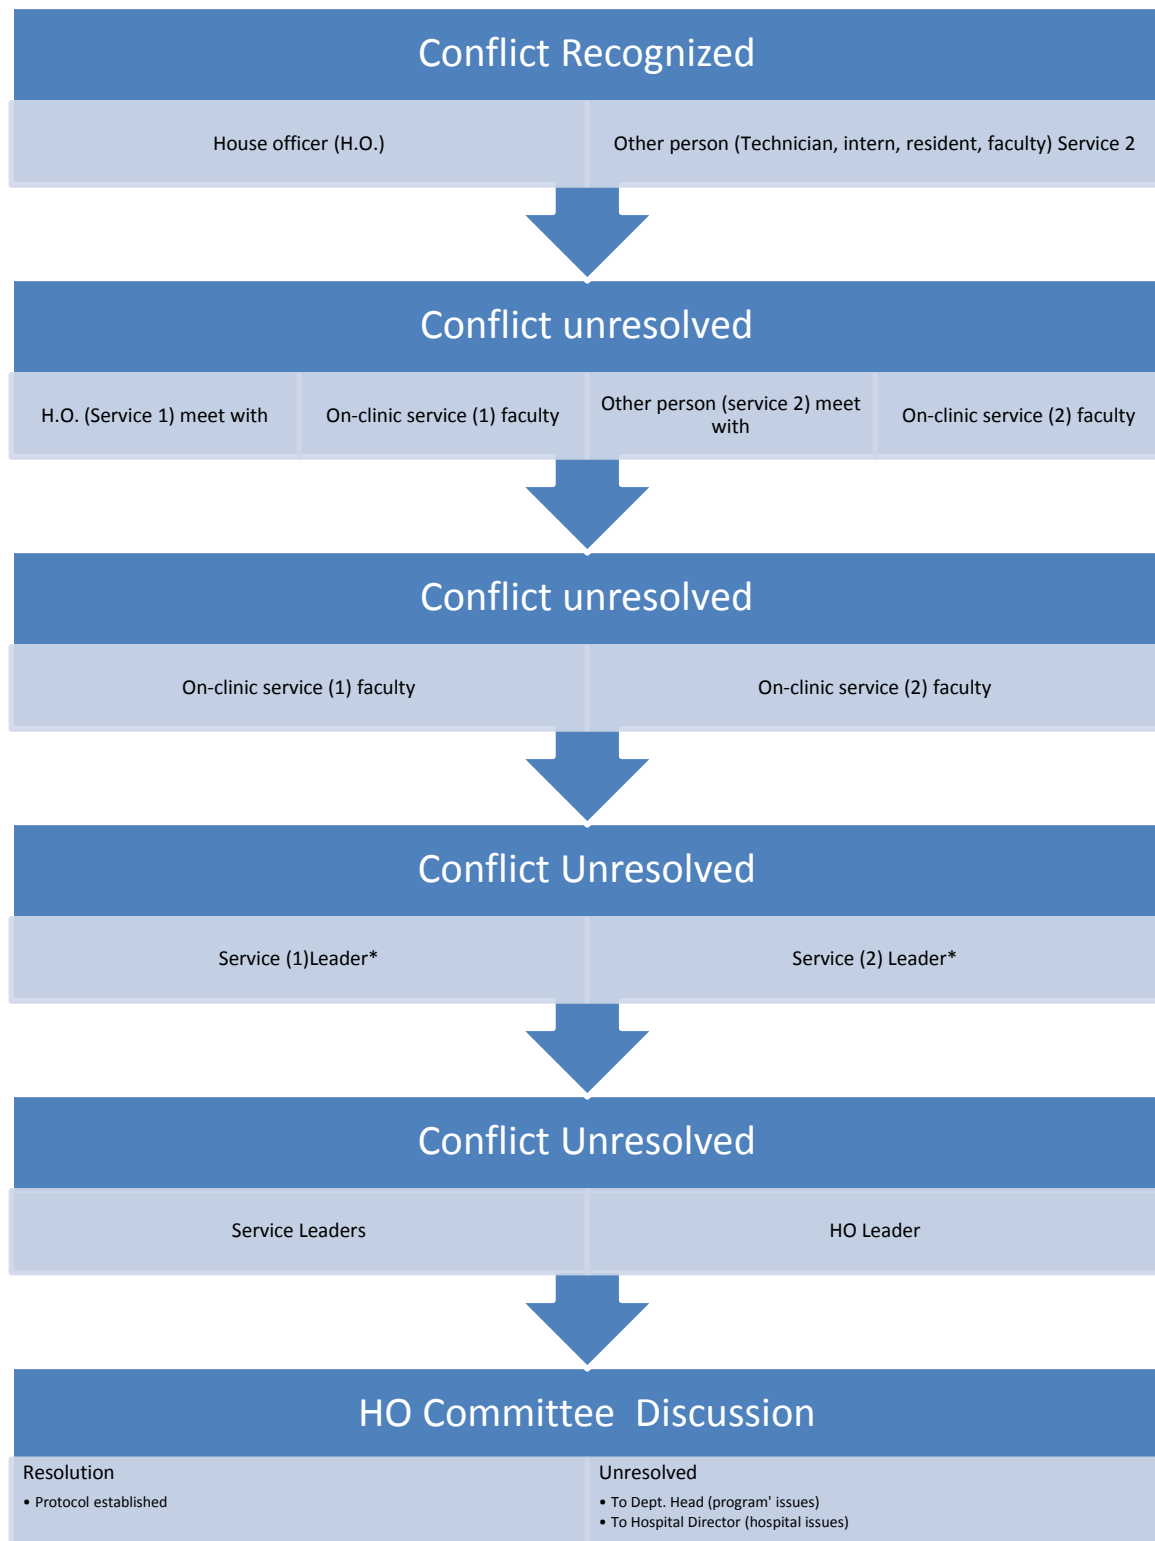 Conflict Recognized
House officer (H.O.)
Other person (Technician, intern, resident, faculty) Service 2
Conflict unresolved
H.O. (Service 1) meet with
On-clinic service (1) faculty
Other person (service 2) meet
with
On-clinic service (2) faculty
Conflict unresolved
On-clinic service (1) faculty
On-clinic service (2) faculty
Conflict Unresolved
Service (1)Leader*
Service (2) Leader*
Conflict Unresolved
Service Leaders
HO Leader
HO Committee  Discussion
Resolution
• Protocol established
Unresolved
• To Dept. Head (program' issues)
• To Hospital Director (hospital issues)